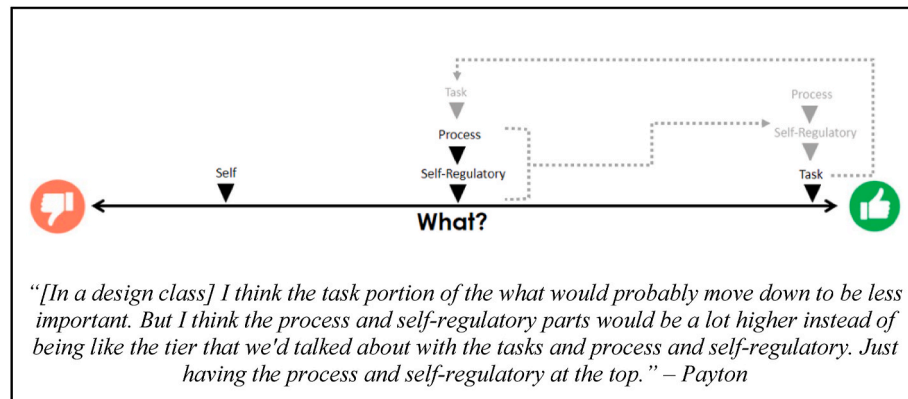 Task
Process
Process
Self-Regulatory
Self
Self-Regulatory
Task
What?
“[In a design class] I think the task portion of the what would probably move down to be less
important. But I think the process and self-regulatory parts would be a lot higher instead of
being like the tier that we'd talked about with the tasks and process and self-regulatory. Just
having the process and self-regulatory at the top.” – Payton